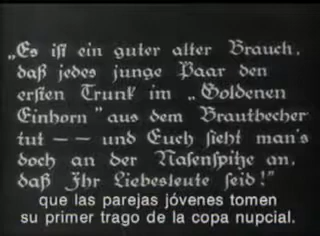 „Es ist ein guter alter Brauch,
daß jedes junge Paar den
ersten Trunk im „Goldenen
Einhorn" aus dem Brautbecher
tut — — und Euch sieht man's
doch an der Nasenspitze an,
daß Ihr Liebesleute seid!"
que las parejas jóvenes tomen
su primer trago de la copa nupcial.